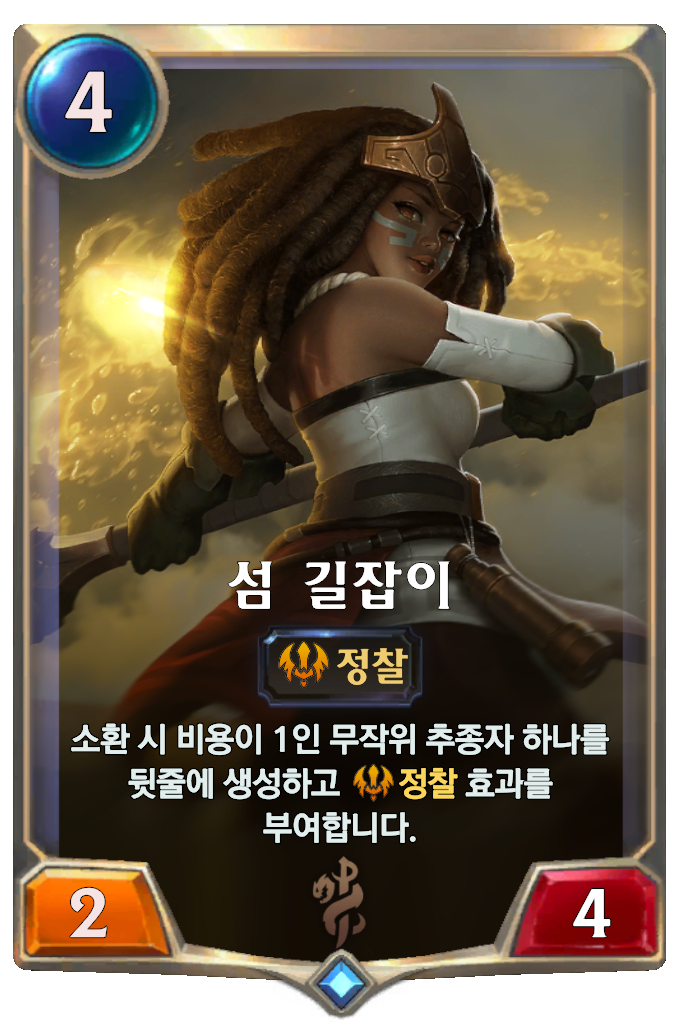 4
섬 길잡이
정찰
소환 시 비용이 1인 무작위 추종자 하나를
뒷줄에 생성하고 정찰 효과를
부여합니다.
2
4